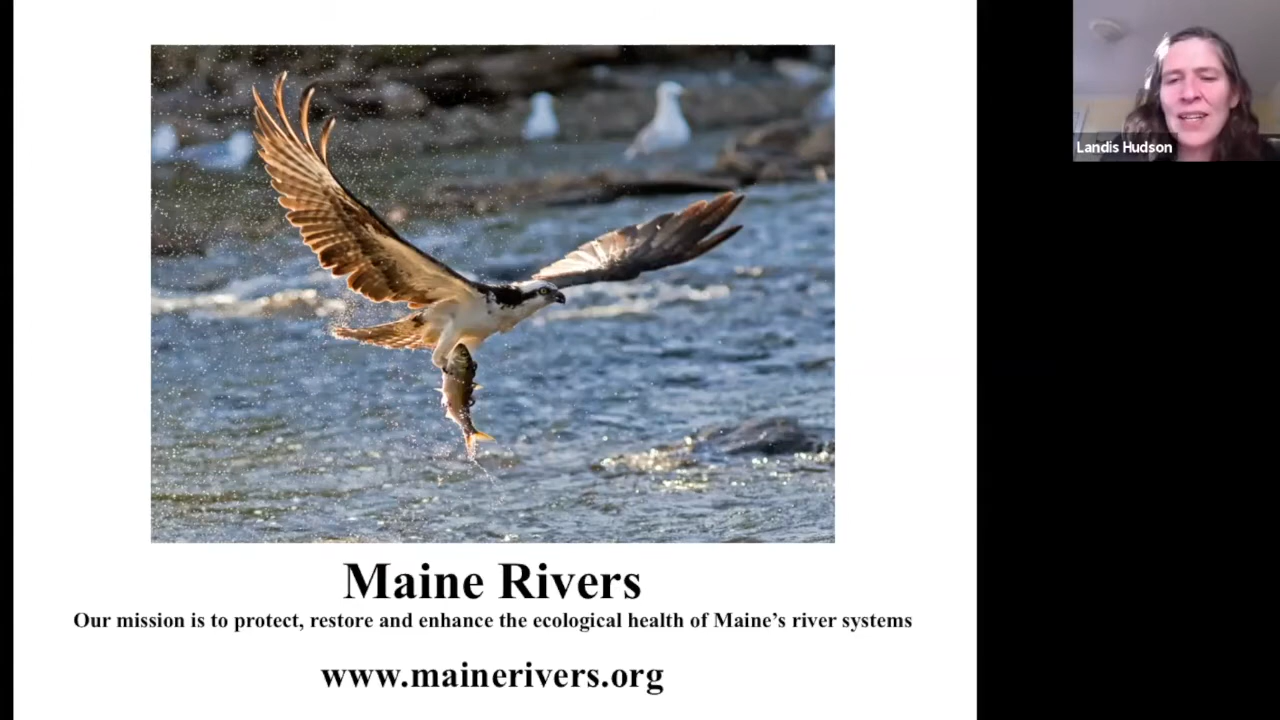 Landis Hudson
Maine Rivers
Our mission is to protect, restore and enhance the ecological health of Maine’s river systems
www.mainerivers.org